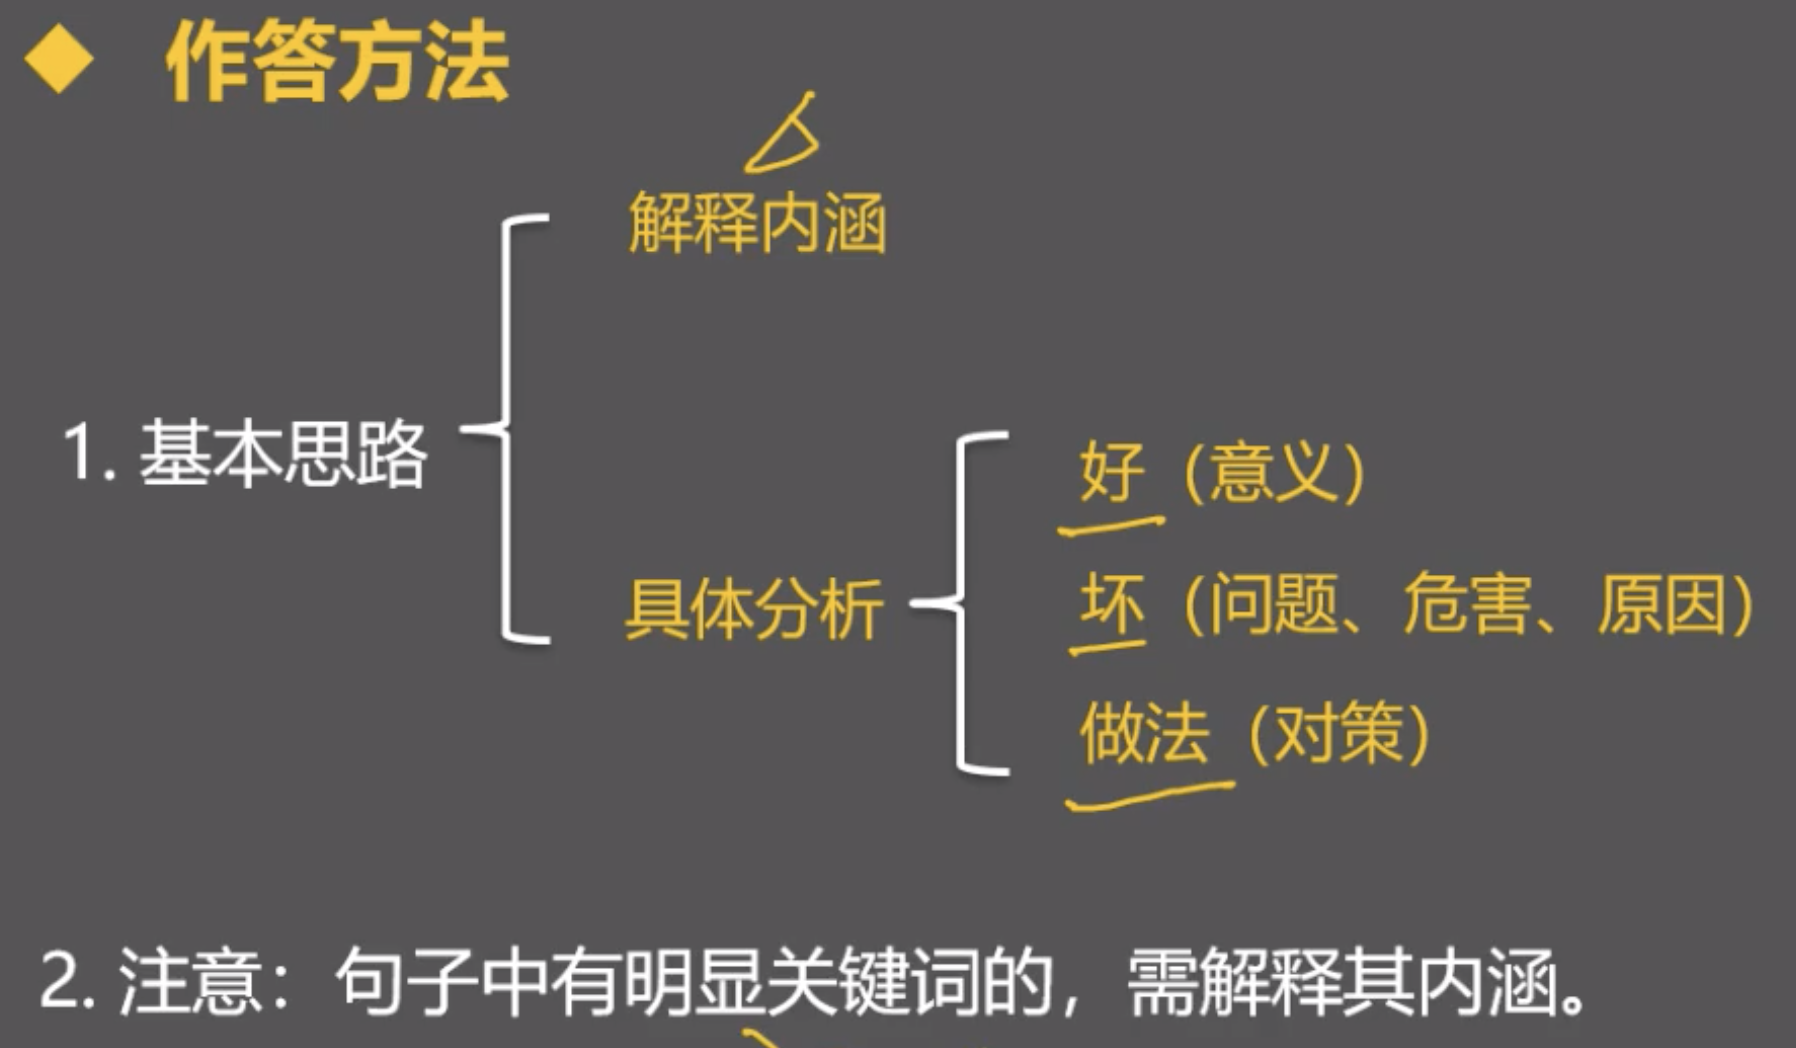 作答方法
解释内涵
1. 基本思路
具体分析
好（意义）
坏（问题、危害、原因）
做法（对策）
2. 注意：句子中有明显关键词的，需解释其内涵。